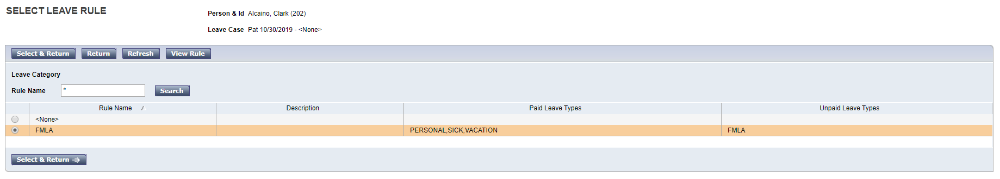 SELECT LEAVE RULE
Person & Id Alcaino, Clark (202)
Leave Case Pat 10/30/2019 - <None>
Select & Return Return Refresh View Rule
Leave Category
Rule Name * Search
Rule Name Description Paid Leave Types Unpaid Leave Types
<None>
FMLA PERSONAL,SICK,VACATION FMLA
Select & Return